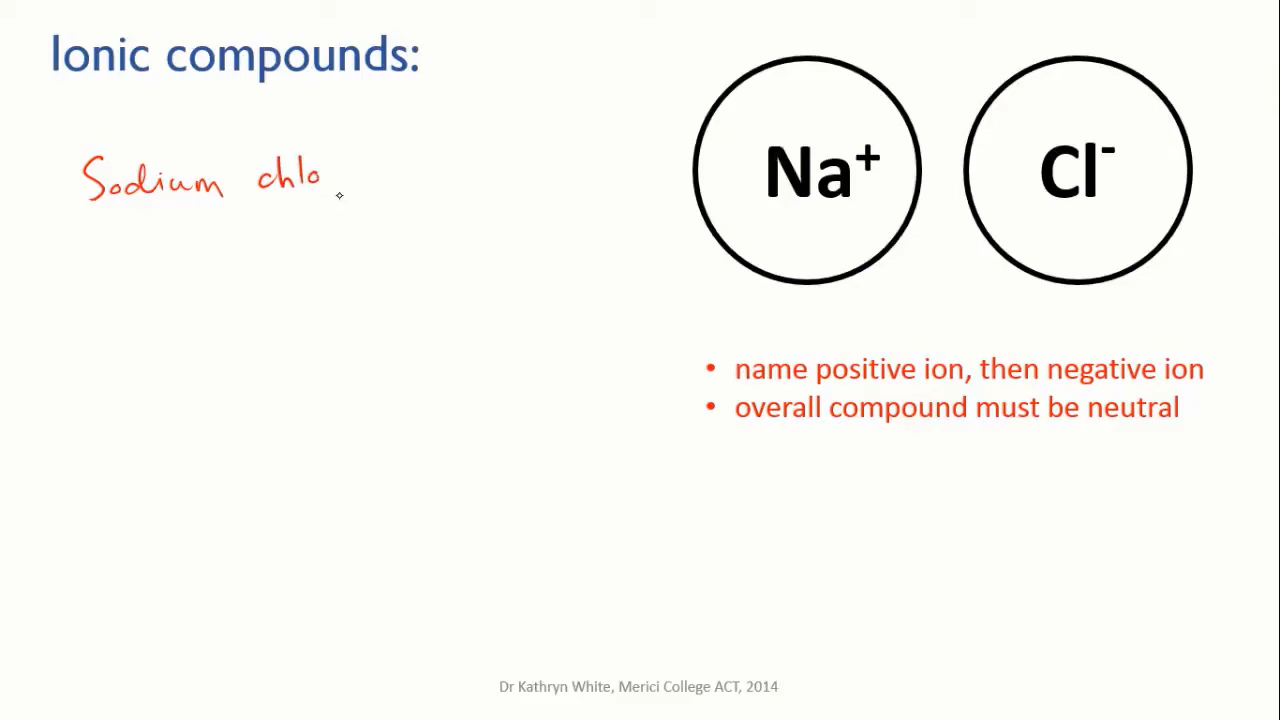 Ionic compounds:
Sodium chlo
Na⁺
Cl⁻
• name positive ion, then negative ion
• overall compound must be neutral
Dr Kathryn White, Merici College ACT, 2014